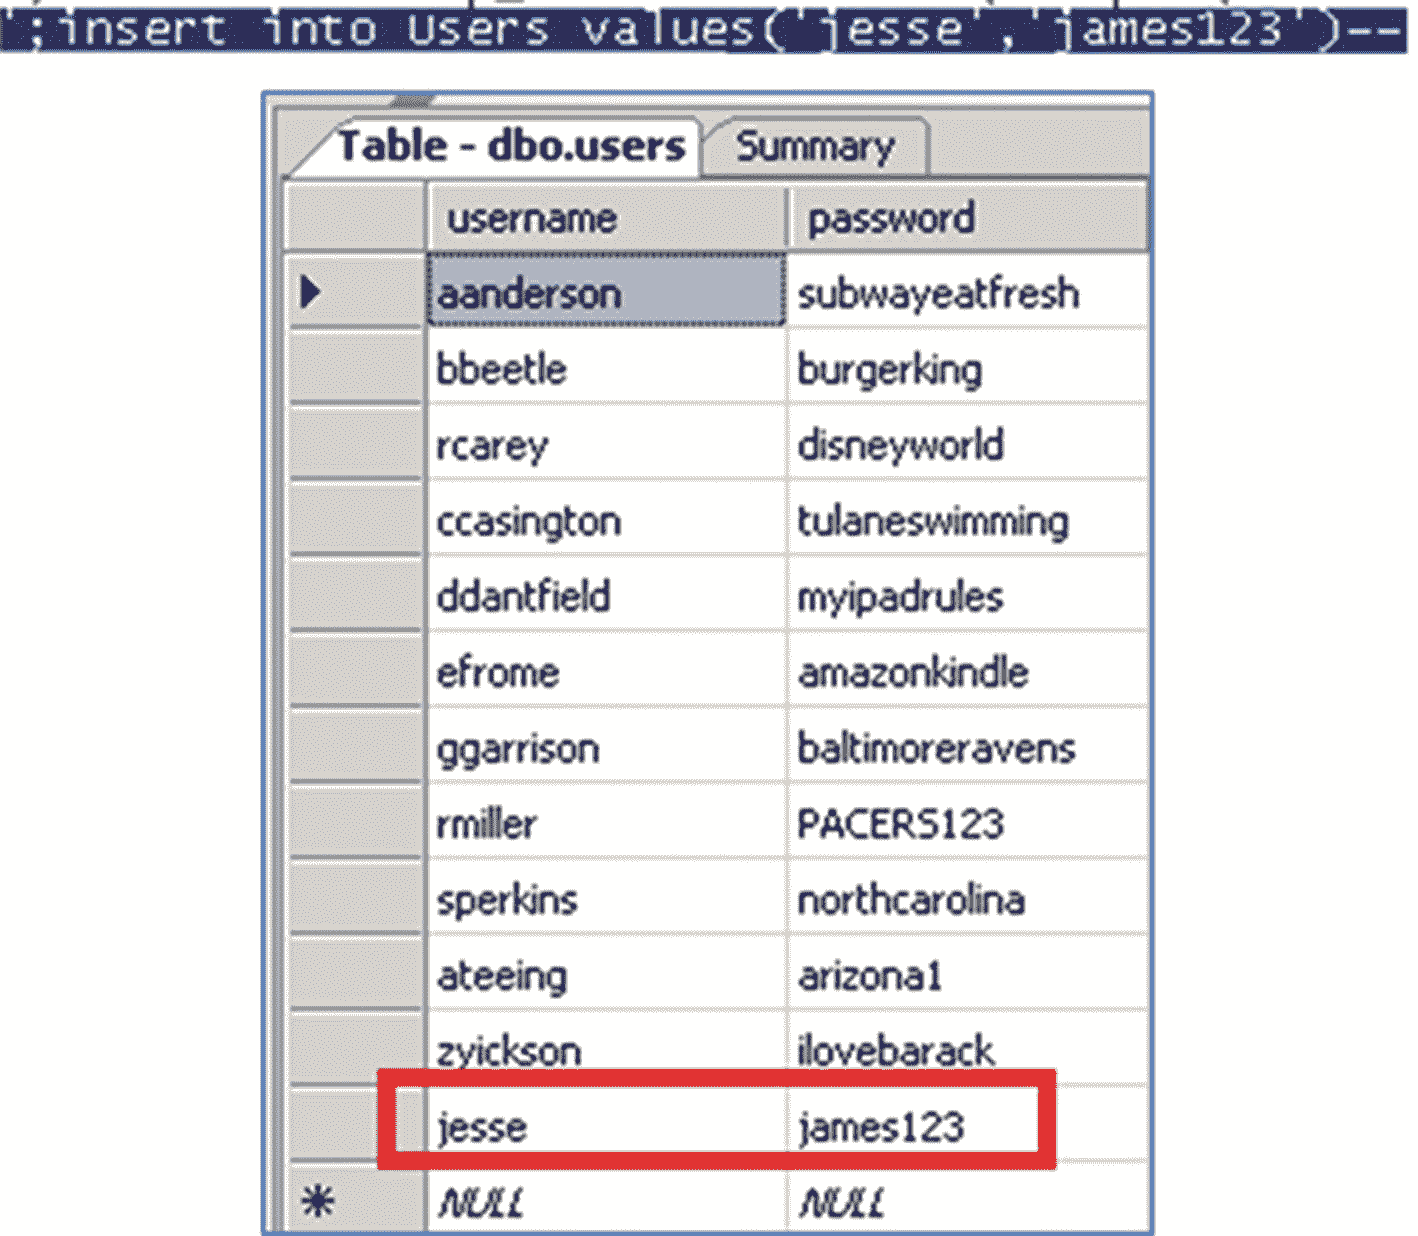 ';insert into Users values('jesse','james123')--
Table - dbo.users Summary
username password
aanderson subwayeatfresh
bbeetle burgerking
rcarey disneyworld
ccasington tulaneswimming
ddantfield myipadrules
efrome amazonkindle
ggarrison baltimoreravens
rmiller PACERS123
sperkins northcarolina
ateeing arizona1
zyickson ilovebarack
jesse james123
NULL NULL